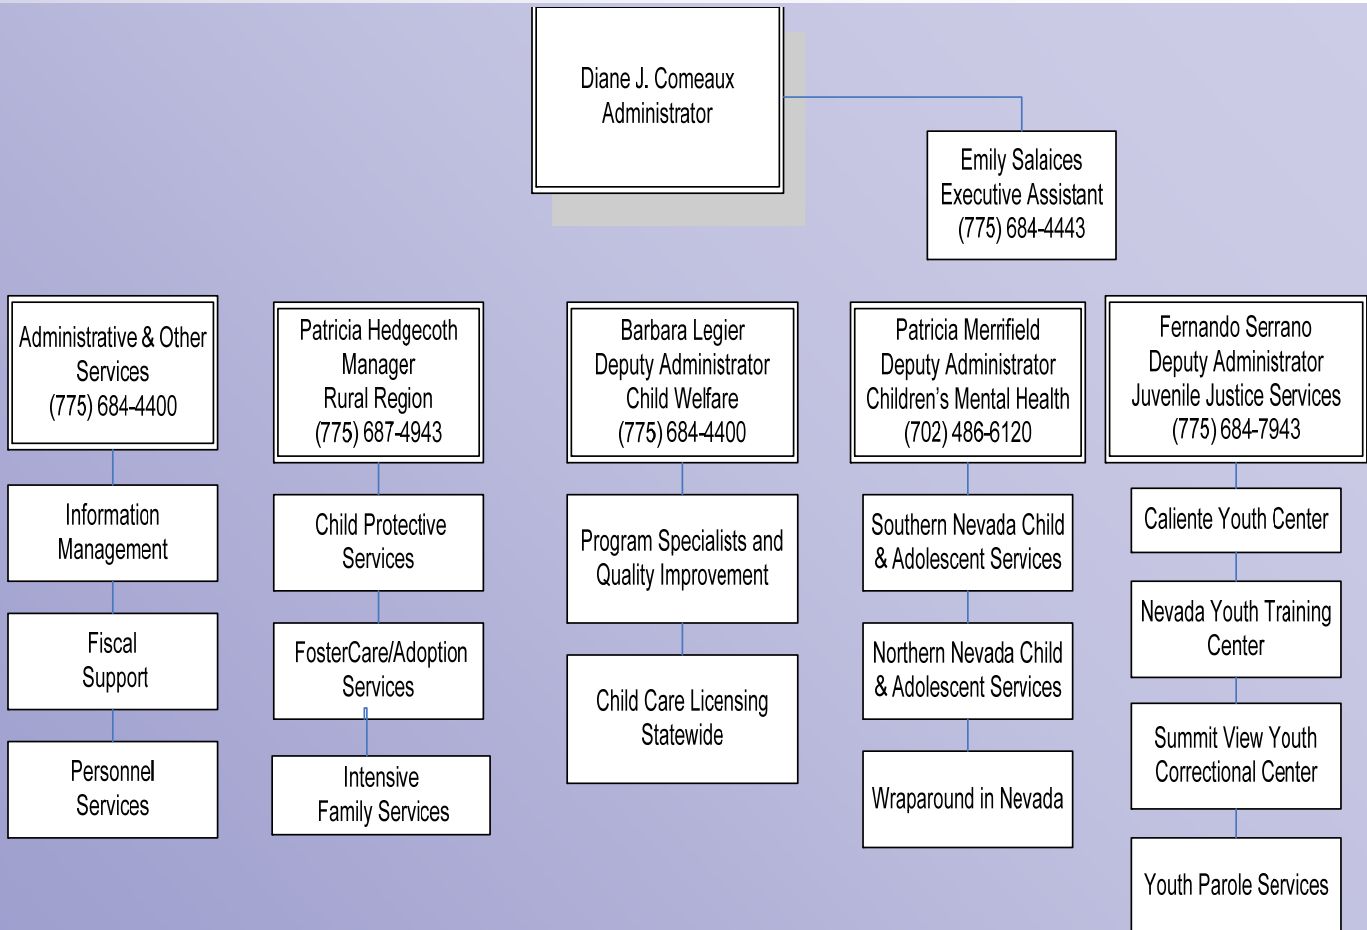 Diane J. Comeaux
Administrator
Emily Salaices
Executive Assistant
(775) 684-4443
Administrative & Other
Services
(775) 684-4400
Information
Management
Fiscal
Support
Personnel
Services
Patricia Hedgecoth
Manager
Rural Region
(775) 687-4943
Child Protective
Services
FosterCare/Adoption
Services
Intensive
Family Services
Barbara Legier
Deputy Administrator
Child Welfare
(775) 684-4400
Program Specialists and
Quality Improvement
Child Care Licensing
Statewide
Patricia Merrifield
Deputy Administrator
Children's Mental Health
(702) 486-6120
Southern Nevada Child
& Adolescent Services
Northern Nevada Child
& Adolescent Services
Wraparound in Nevada
Fernando Serrano
Deputy Administrator
Juvenile Justice Services
(775) 684-7943
Caliente Youth Center
Nevada Youth Training
Center
Summit View Youth
Correctional Center
Youth Parole Services